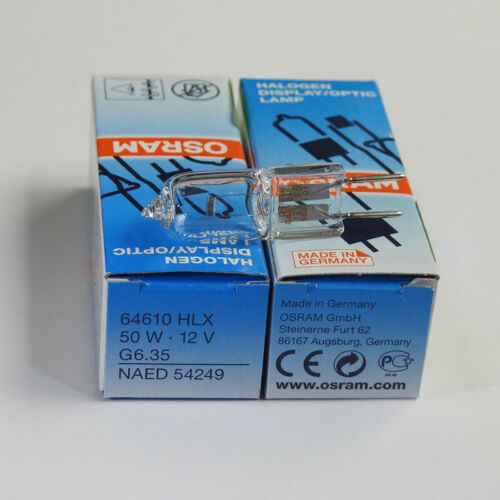 OSRAM
HALOGEN
DISPLAY/OPTIC
LAMP
64610 HLX
50 W · 12 V
G6.35
NAED 54249
HALOGEN
DISPLAY/OPTIC
LAMP
OSRAM
MADE IN
GERMANY
Made in Germany
OSRAM GmbH
Steinerne Furt 62
86167 Augsburg, Germany
CE
www.osram.com